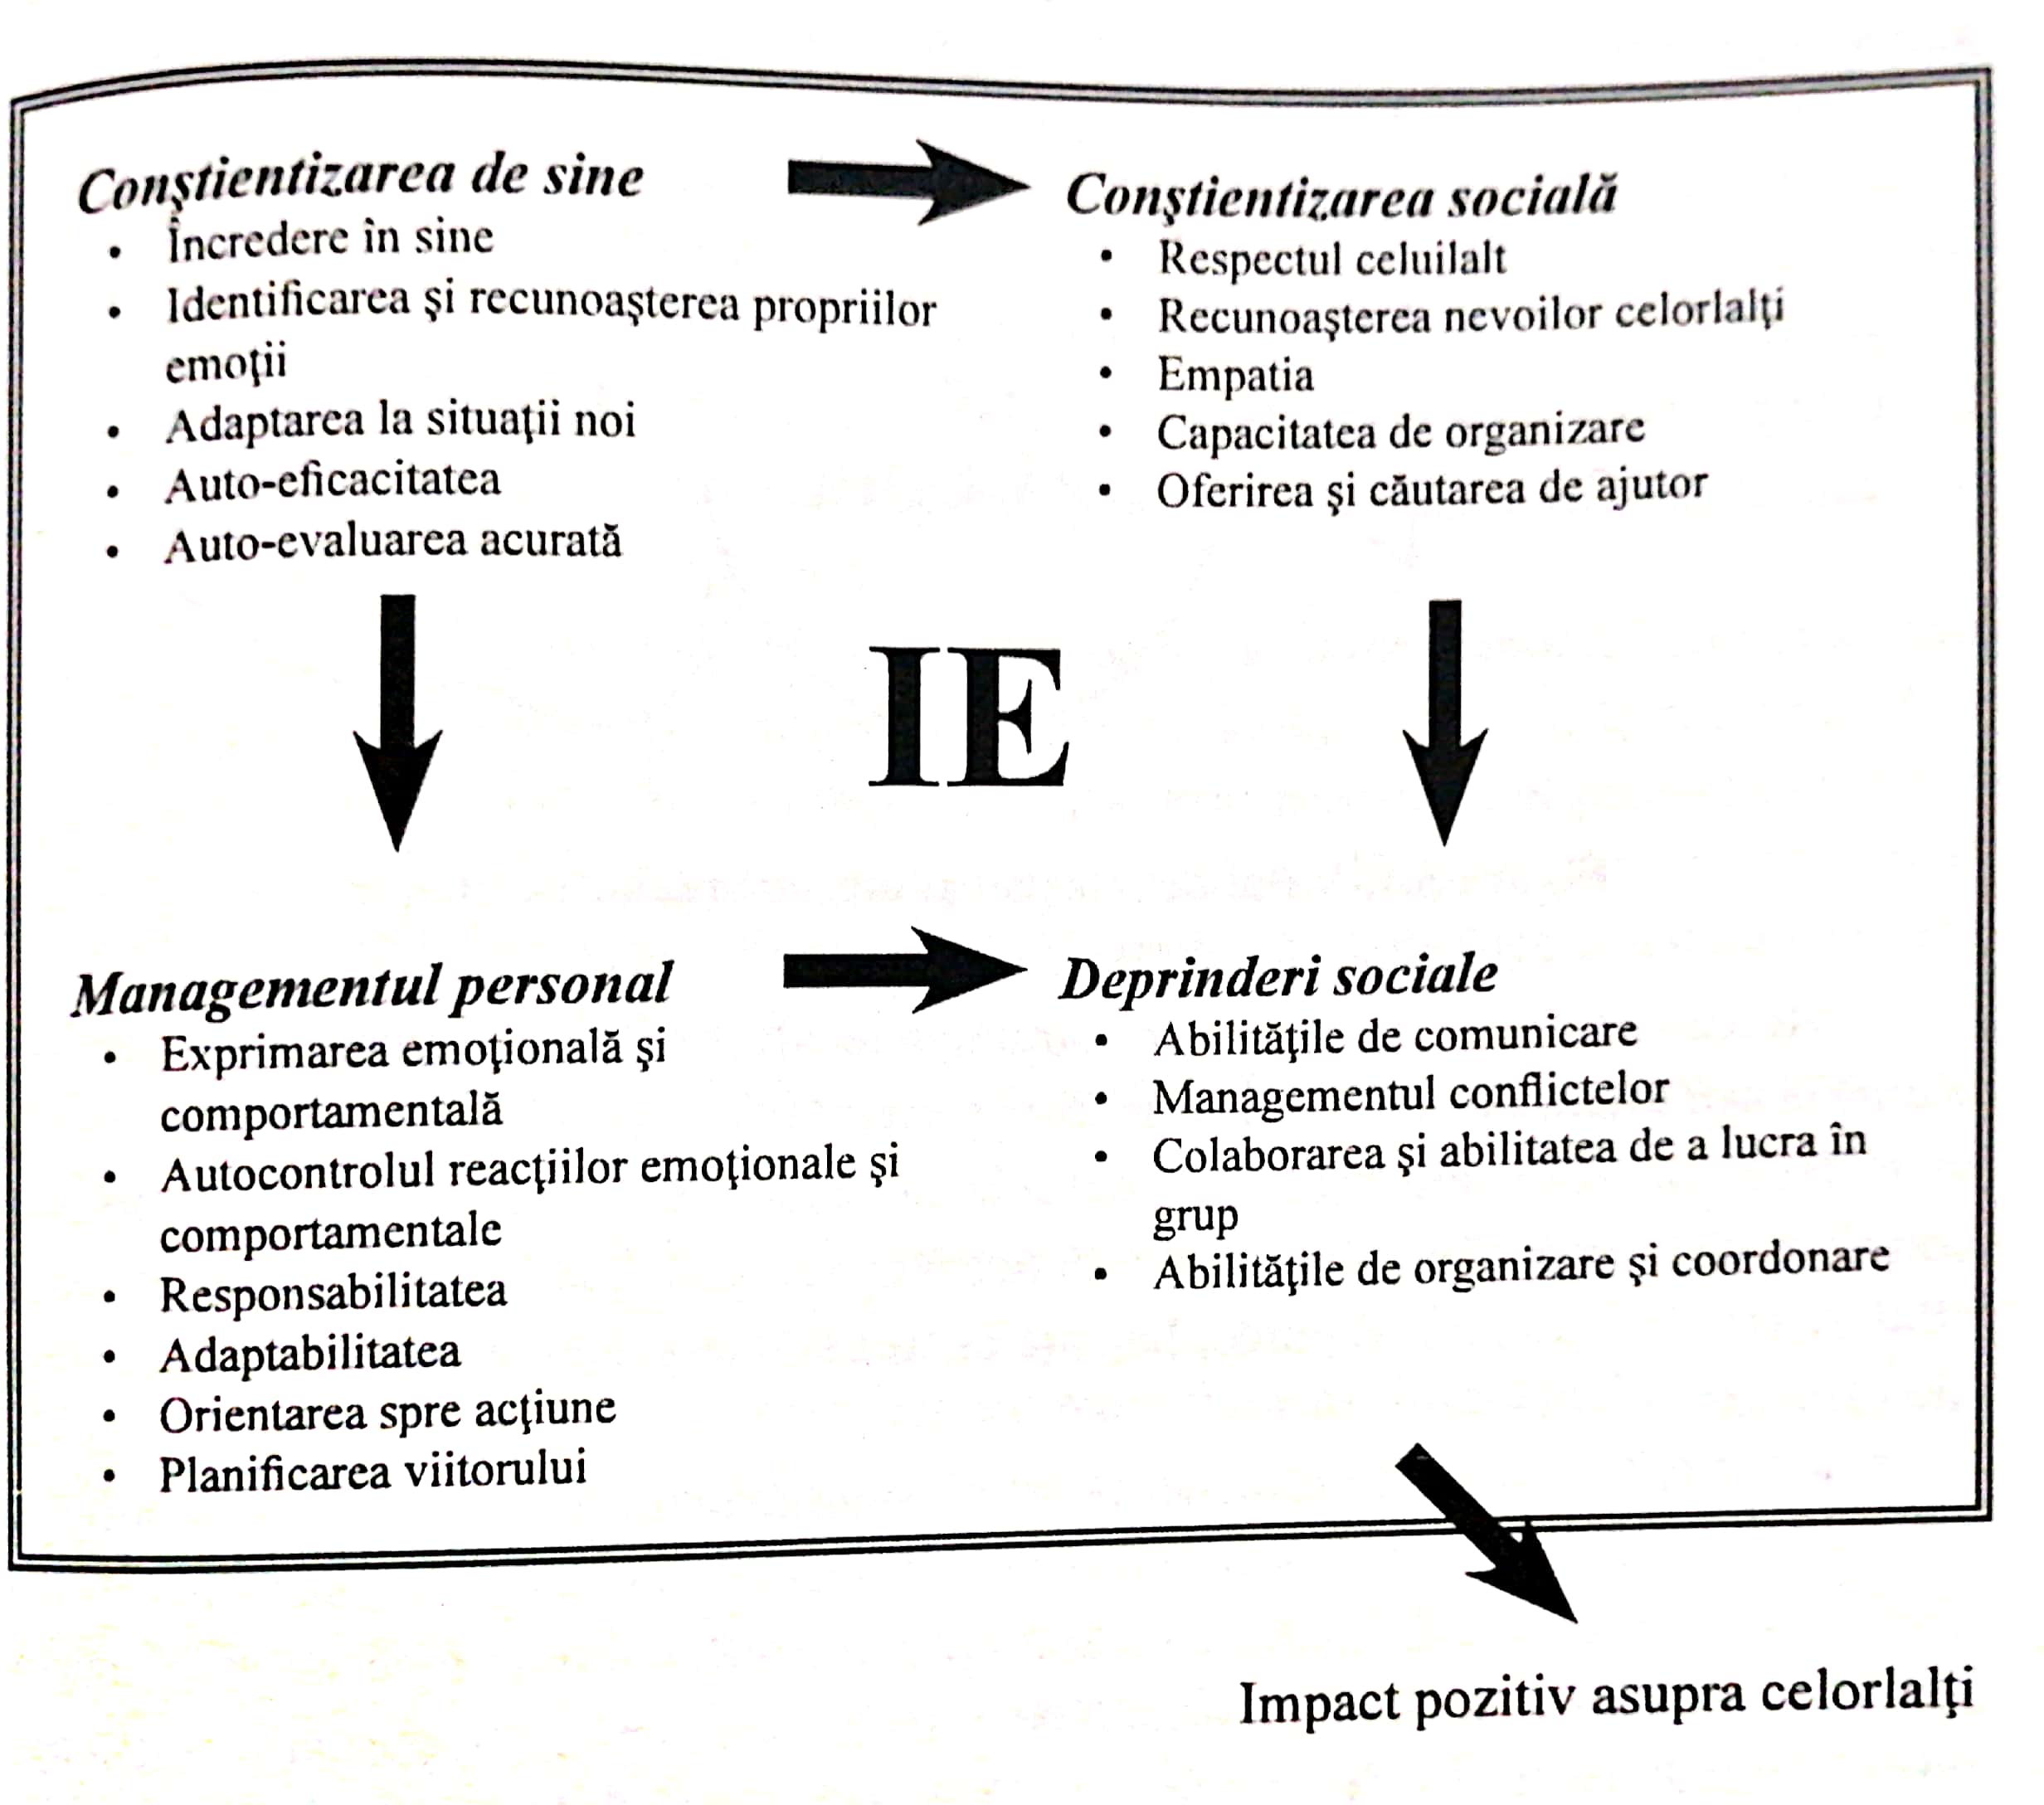 Conştientizarea de sine
• Încredere în sine
• Identificarea şi recunoaşterea propriilor
emoţii
• Adaptarea la situaţii noi
• Auto-eficacitatea
• Auto-evaluarea acurată
Conştientizarea socială
• Respectul celuilalt
• Recunoaşterea nevoilor celorlalţi
• Empatia
• Capacitatea de organizare
• Oferirea şi căutarea de ajutor
IE
Managementul personal
• Exprimarea emoţională şi
comportamentală
• Autocontrolul reacţiilor emoţionale şi
comportamentale
• Responsabilitatea
• Adaptabilitatea
• Orientarea spre acţiune
• Planificarea viitorului
Deprinderi sociale
• Abilităţile de comunicare
• Managementul conflictelor
• Colaborarea şi abilitatea de a lucra în
grup
• Abilităţile de organizare şi coordonare
Impact pozitiv asupra celorlalţi